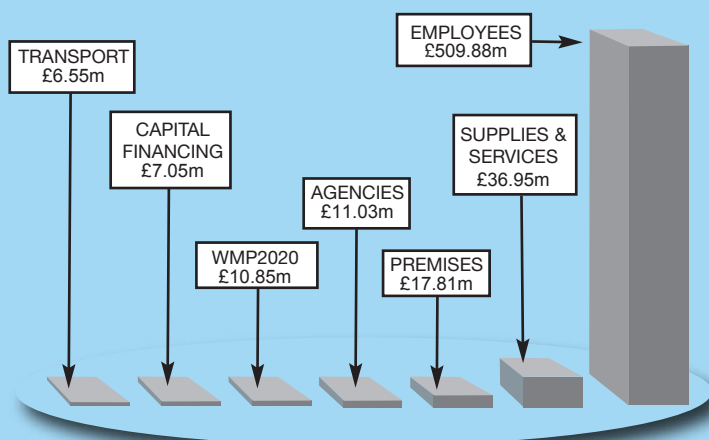 TRANSPORT
£6.55m
CAPITAL
FINANCING
£7.05m
WMP2020
£10.85m
AGENCIES
£11.03m
PREMISES
£17.81m
SUPPLIES &
SERVICES
£36.95m
EMPLOYEES
£509.88m